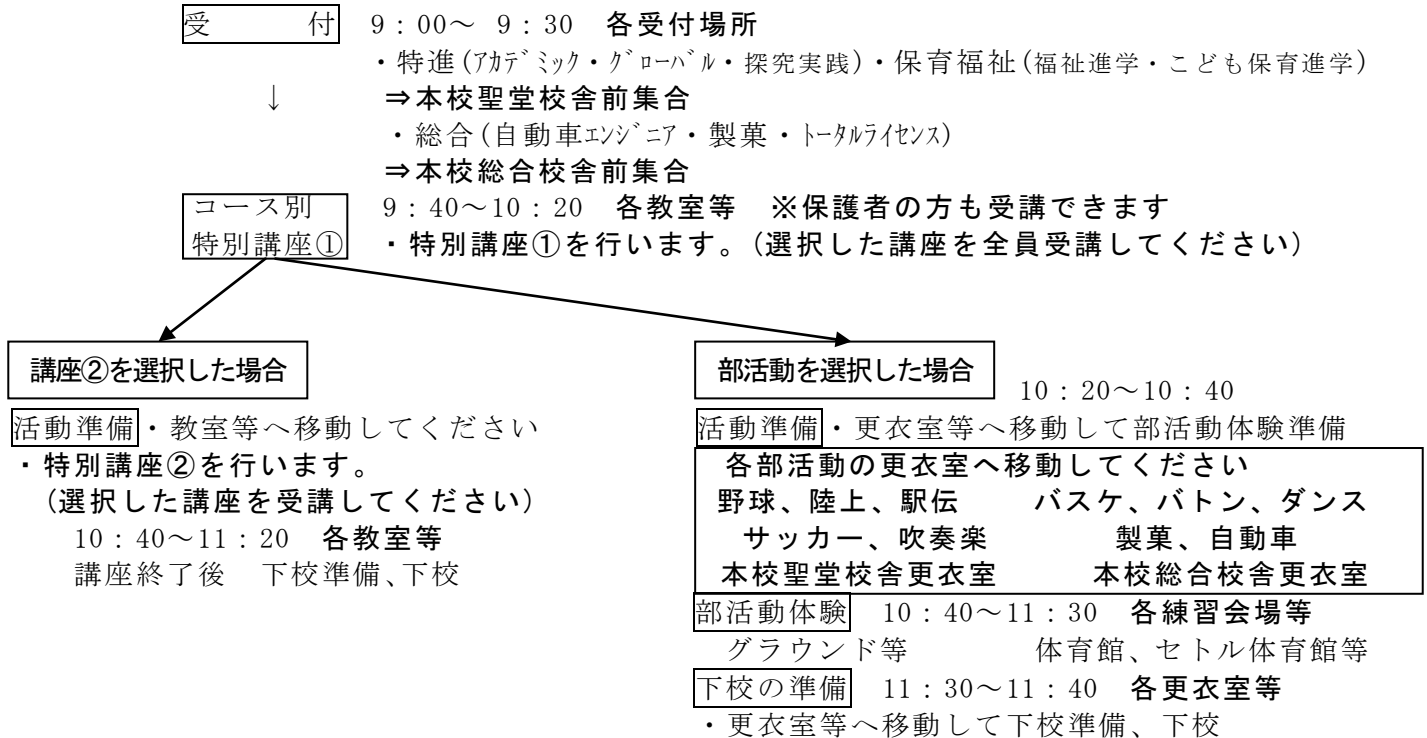 受　　　付　9：00～ 9：30　各受付場所
・特進(ｱｶﾃﾞﾐｯｸ・ｸﾞﾛｰﾊﾞﾙ・探究実践)・保育福祉(福祉進学・こども保育進学)
↓　⇒本校聖堂校舎前集合
・総合(自動車ｴﾝｼﾞﾆｱ・製菓・ﾄｰﾀﾙﾗｲｾﾝｽ)
⇒本校総合校舎前集合
コース別　9：40～10：20　各教室等　※保護者の方も受講できます
特別講座①　・特別講座①を行います。(選択した講座を全員受講してください)
講座②を選択した場合
活動準備・教室等へ移動してください
・特別講座②を行います。
(選択した講座を受講してください)
10：40～11：20　各教室等
講座終了後　下校準備、下校
部活動を選択した場合　10：20～10：40
活動準備・更衣室等へ移動して部活動体験準備
各部活動の更衣室へ移動してください
野球、陸上、駅伝　バスケ、バトン、ダンス
サッカー、吹奏楽　製菓、自動車
本校聖堂校舎更衣室　本校総合校舎更衣室
部活動体験　10：40～11：30　各練習会場等
グラウンド等　体育館、セトル体育館等
下校の準備　11：30～11：40　各更衣室等
・更衣室等へ移動して下校準備、下校